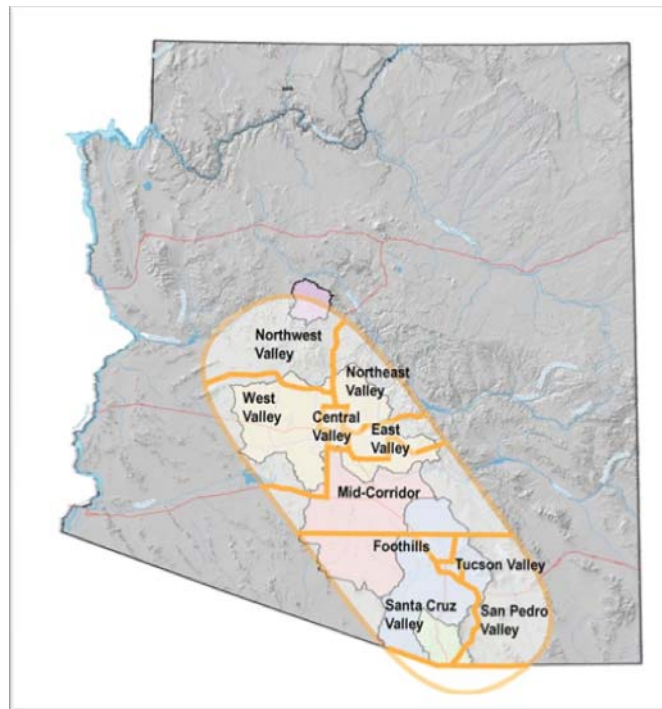 Northwest
Valley
Northeast
Valley
West
Valley
Central
Valley
East
Valley
Mid-Corridor
Foothills
Tucson Valley
Santa Cruz
Valley
San Pedro
Valley